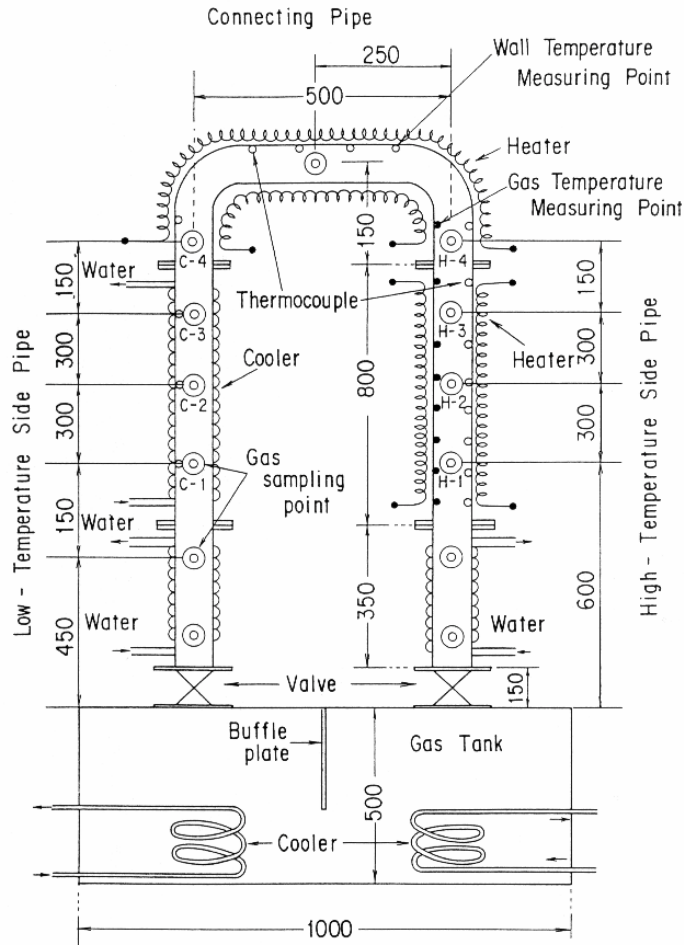 Connecting Pipe
250
Wall Temperature
Measuring Point
500
Heater
Gas Temperature
Measuring Point
150
C-4
H-4
Water
Thermocouple
150
150
C-3
H-3
Heater
300
300
Cooler
800
C-2
H-2
300
300
Gas
sampling
point
C-1
H-1
150
Water
Low-Temperature Side Pipe
High-Temperature Side Pipe
350
600
450
Water
Water
Valve
150
Buffle
plate
Gas Tank
500
Cooler
1000